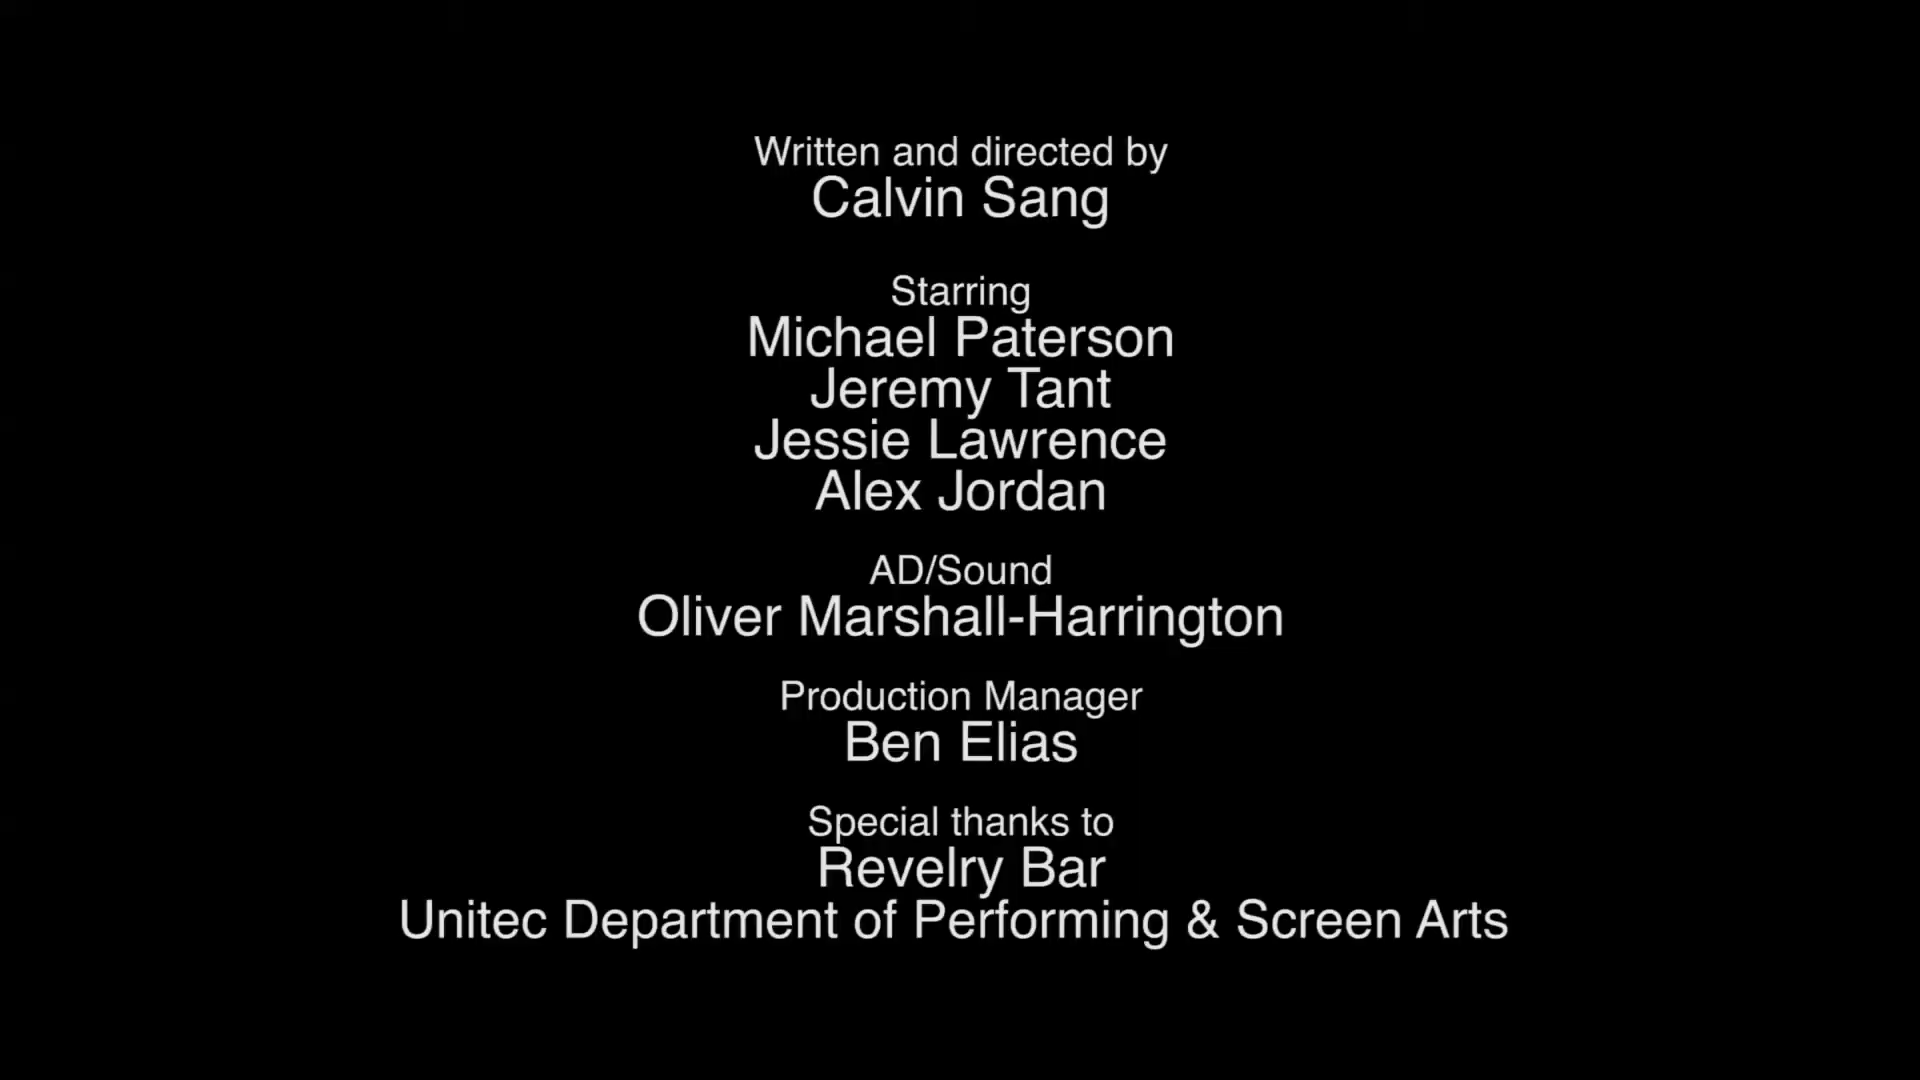 Written and directed by
Calvin Sang
Starring
Michael Paterson
Jeremy Tant
Jessie Lawrence
Alex Jordan
AD/Sound
Oliver Marshall-Harrington
Production Manager
Ben Elias
Special thanks to
Revelry Bar
Unitec Department of Performing & Screen Arts